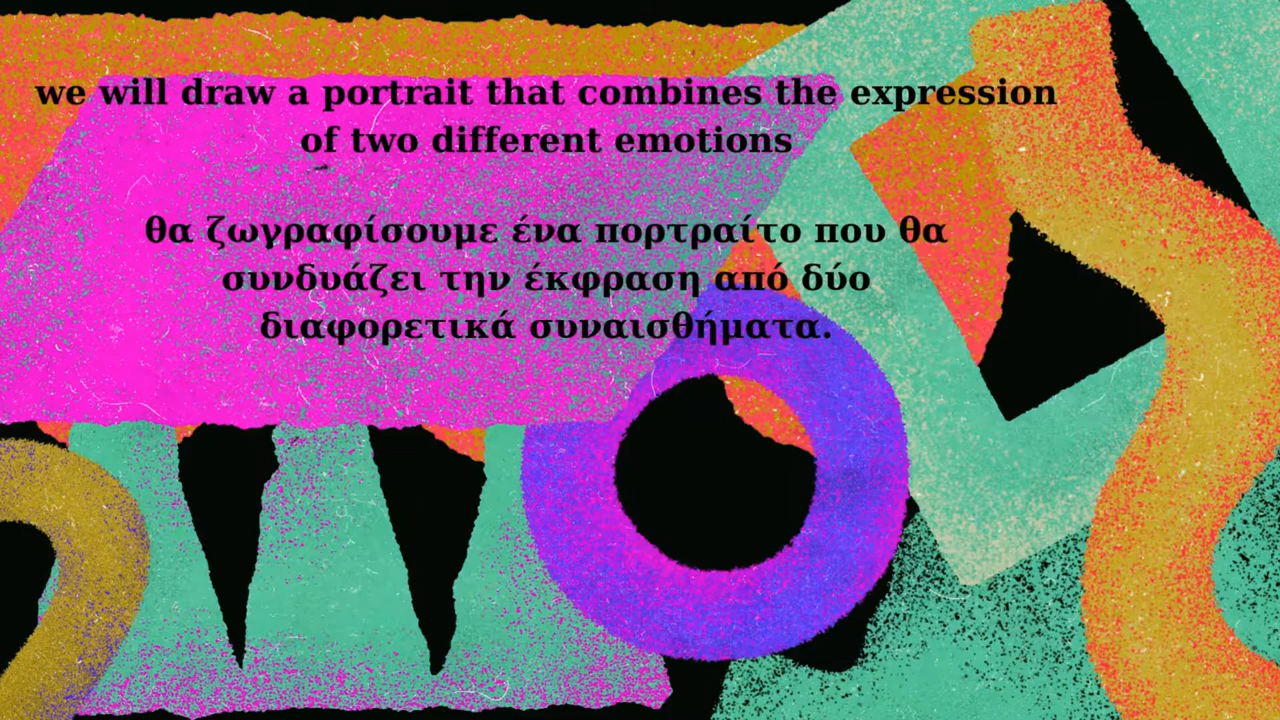 we will draw a portrait that combines the expression
of two different emotions
θα ζωγραφίσουμε ένα πορτραίτο που θα
συνδυάζει την έκφραση από δύο
διαφορετικά συναισθήματα.